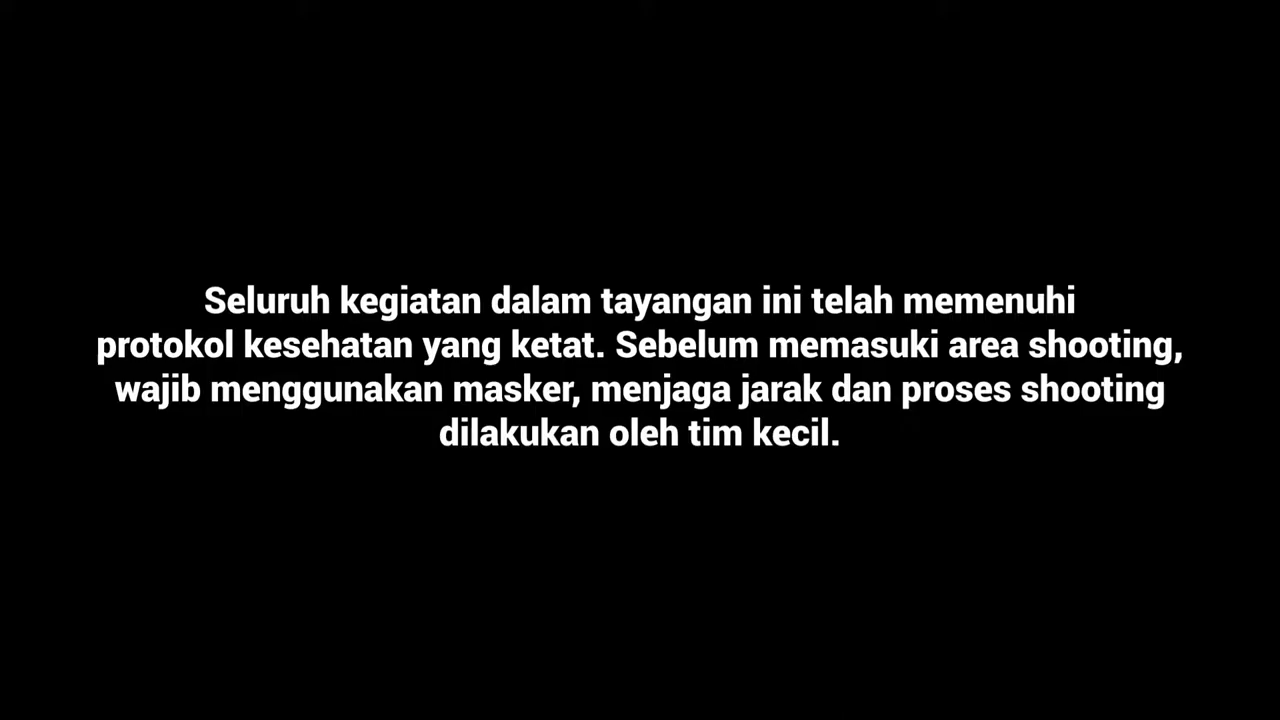 Seluruh kegiatan dalam tayangan ini telah memenuhi
protokol kesehatan yang ketat. Sebelum memasuki area shooting,
wajib menggunakan masker, menjaga jarak dan proses shooting
dilakukan oleh tim kecil.